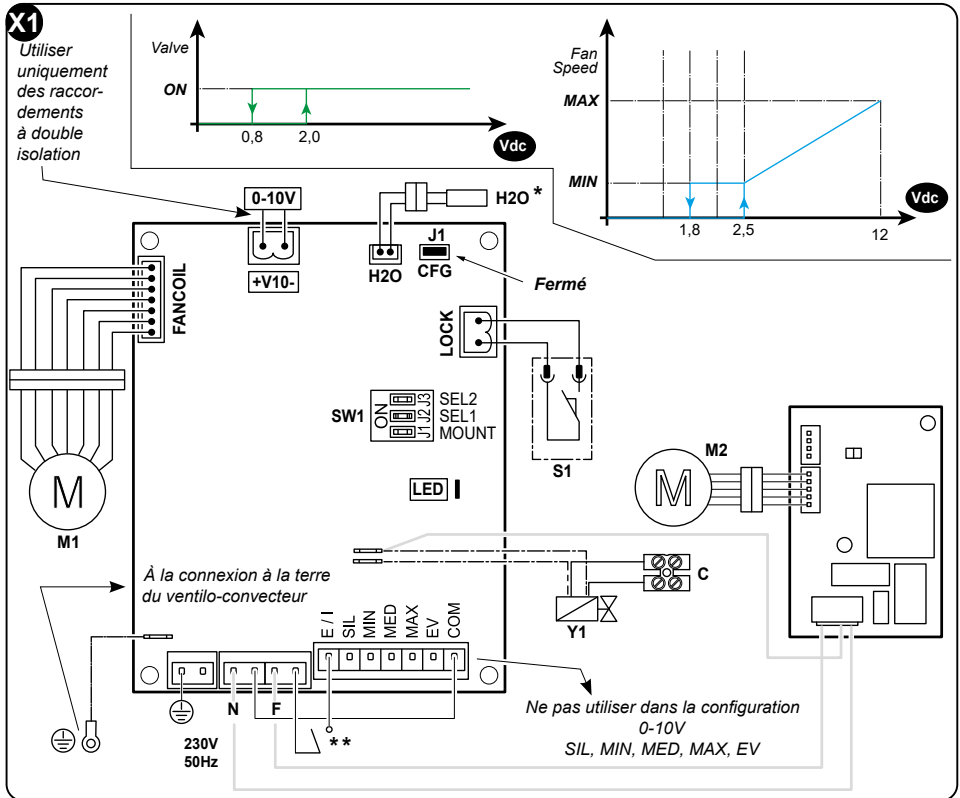 X1
Utiliser
uniquement
des raccor-
dements
à double
isolation
Valve
ON
0,8
2,0
Vdc
Fan
Speed
MAX
MIN
1,8
2,5
12
Vdc
0-10V
+V10-
H2O *
H2O
J1
CFG
Fermé
FANCOIL
LOCK
SW1
ON
J3 SEL2
J2 SEL1
J1 MOUNT
S1
LED
M
M1
M
M2
C
Y1
À la connexion à la terre
du ventilo-convecteur
E / I
SIL
MIN
MED
MAX
EV
COM
N
F
230V
50Hz
**
Ne pas utiliser dans la configuration
0-10V
SIL, MIN, MED, MAX, EV